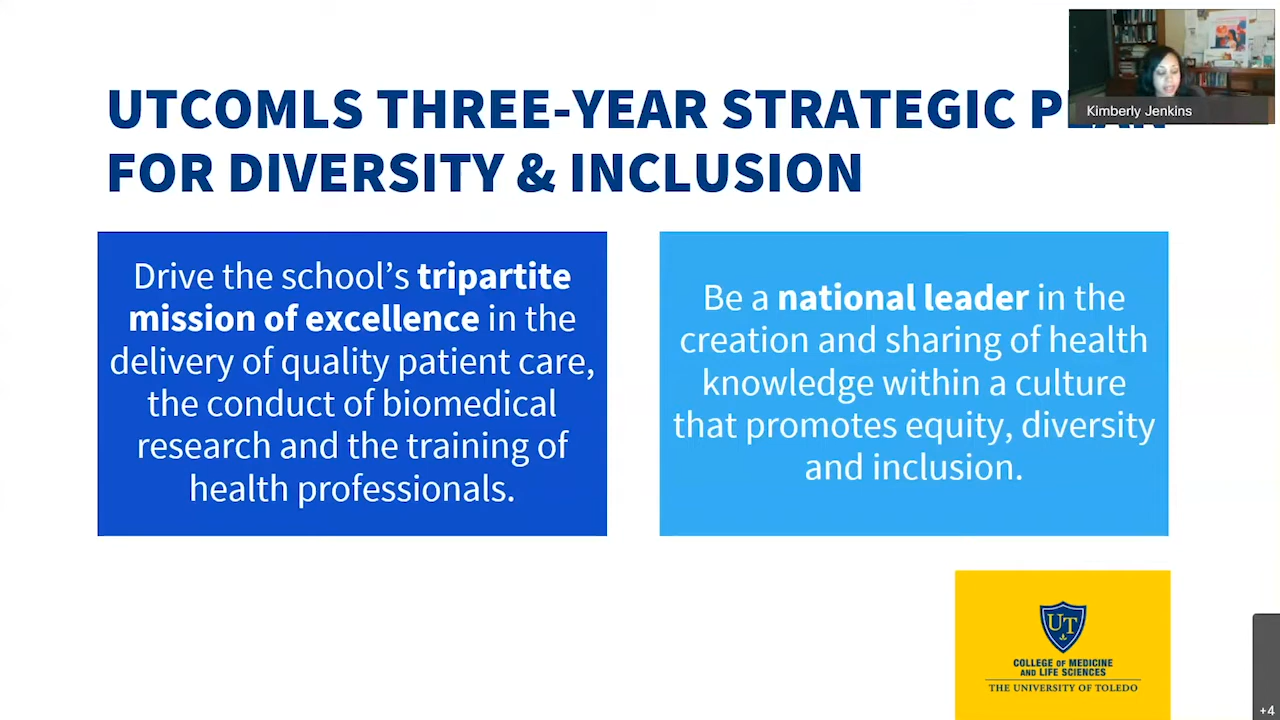 UTCOMLS THREE-YEAR STRATEGIC
FOR DIVERSITY & INCLUSION
Kimberly Jenkins
Drive the school's tripartite
mission of excellence in the
delivery of quality patient care,
the conduct of biomedical
research and the training of
health professionals.
Be a national leader in the
creation and sharing of health
knowledge within a culture
that promotes equity, diversity
and inclusion.
UT
COLLEGE OF MEDICINE
AND LIFE SCIENCES
THE UNIVERSITY OF TOLEDO
+4